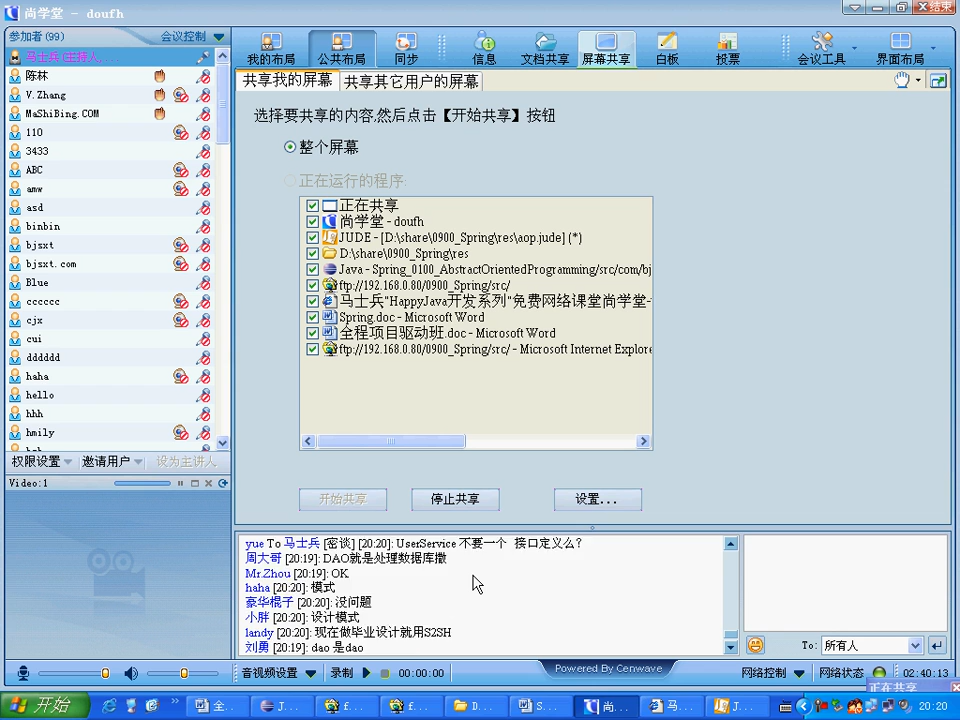 尚学堂 - doufh
结束
参加者 (99)
会议控制
我的布局
公共布局
同步
信息
文档共享
屏幕共享
白板
投票
会议工具
界面布局
马士兵(主持人,...
陈林
V.Zhang
MaShiBing.COM
110
3433
ABC
amw
asd
binbin
bjsxt
bjsxt.com
Blue
cccccc
cjx
cui
dddddd
haha
hello
hhh
hmily
权限设置
邀请用户
设为主讲人
Video:1
共享我的屏幕
共享其它用户的屏幕
选择要共享的内容,然后点击【开始共享】按钮
整个屏幕
正在运行的程序:
正在共享
尚学堂 - doufh
JUDE - [D:\share\0900_Spring\res\aop.jude] (*)
D:\share\0900_Spring\res
Java - Spring_0100_AbstractOrientedProgramming/src/com/bj
ftp://192.168.0.80/0900_Spring/src/
马士兵"HappyJava开发系列"免费网络课堂尚学堂-
Spring.doc - Microsoft Word
全程项目驱动班.doc - Microsoft Word
ftp://192.168.0.80/0900_Spring/src/ - Microsoft Internet Explore
开始共享
停止共享
设置...
yue To 马士兵 [密谈] [20:20]: UserService 不要一个 接口定义么?
周大哥 [20:19]: DAO就是处理数据库撒
Mr.Zhou [20:19]: OK
haha [20:20]: 模式
豪华棍子 [20:20]: 没问题
小胖 [20:20]: 设计模式
landy [20:20]: 现在做毕业设计就用S2SH
刘勇 [20:20]: dao 是dao
To: 所有人
音视频设置
录制
00:00:00
Powered By Cenwave
网络控制
网络状态
02:40:13
正在共享
开始
全...
J...
f...
f...
D...
S...
尚...
马...
J...
20:20